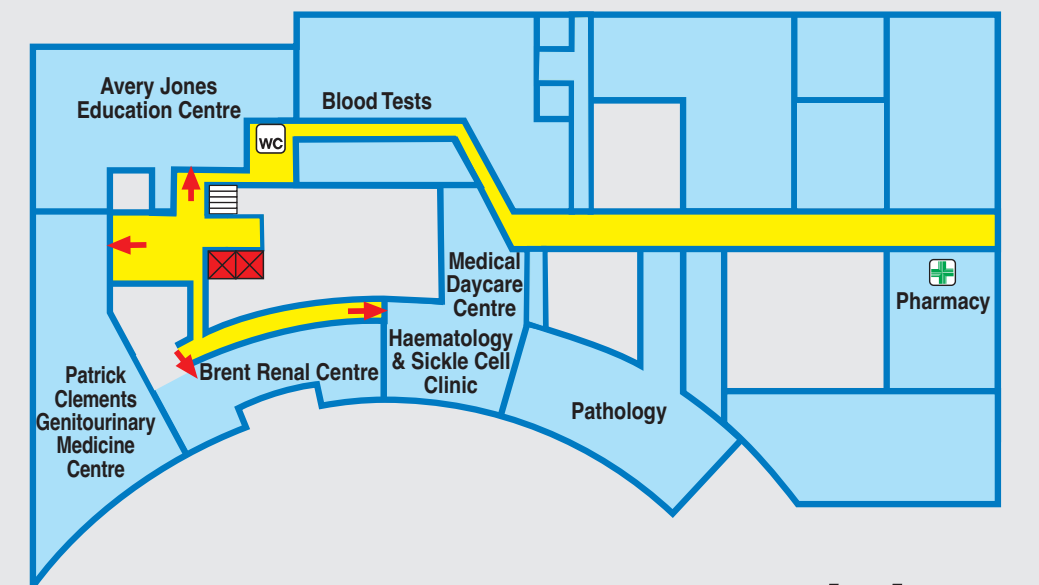 Avery Jones
Education Centre
Blood Tests
WC
Medical
Daycare
Centre
Pharmacy
Haematology
& Sickle Cell
Clinic
Brent Renal Centre
Patrick
Clements
Genitourinary
Medicine
Centre
Pathology